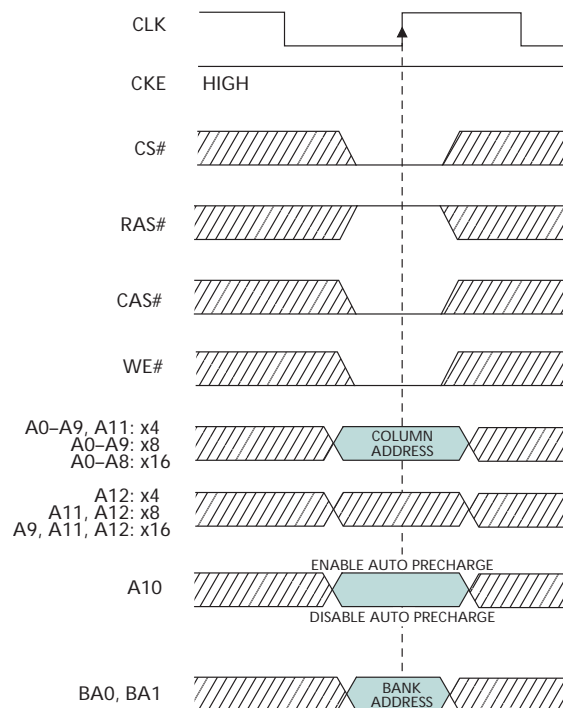 CLK
CKE HIGH
CS#
RAS#
CAS#
WE#
A0–A9, A11: x4
A0–A9: x8
A0–A8: x16
COLUMN
ADDRESS
A12: x4
A11, A12: x8
A9, A11, A12: x16
ENABLE AUTO PRECHARGE
A10
DISABLE AUTO PRECHARGE
BA0, BA1
BANK
ADDRESS